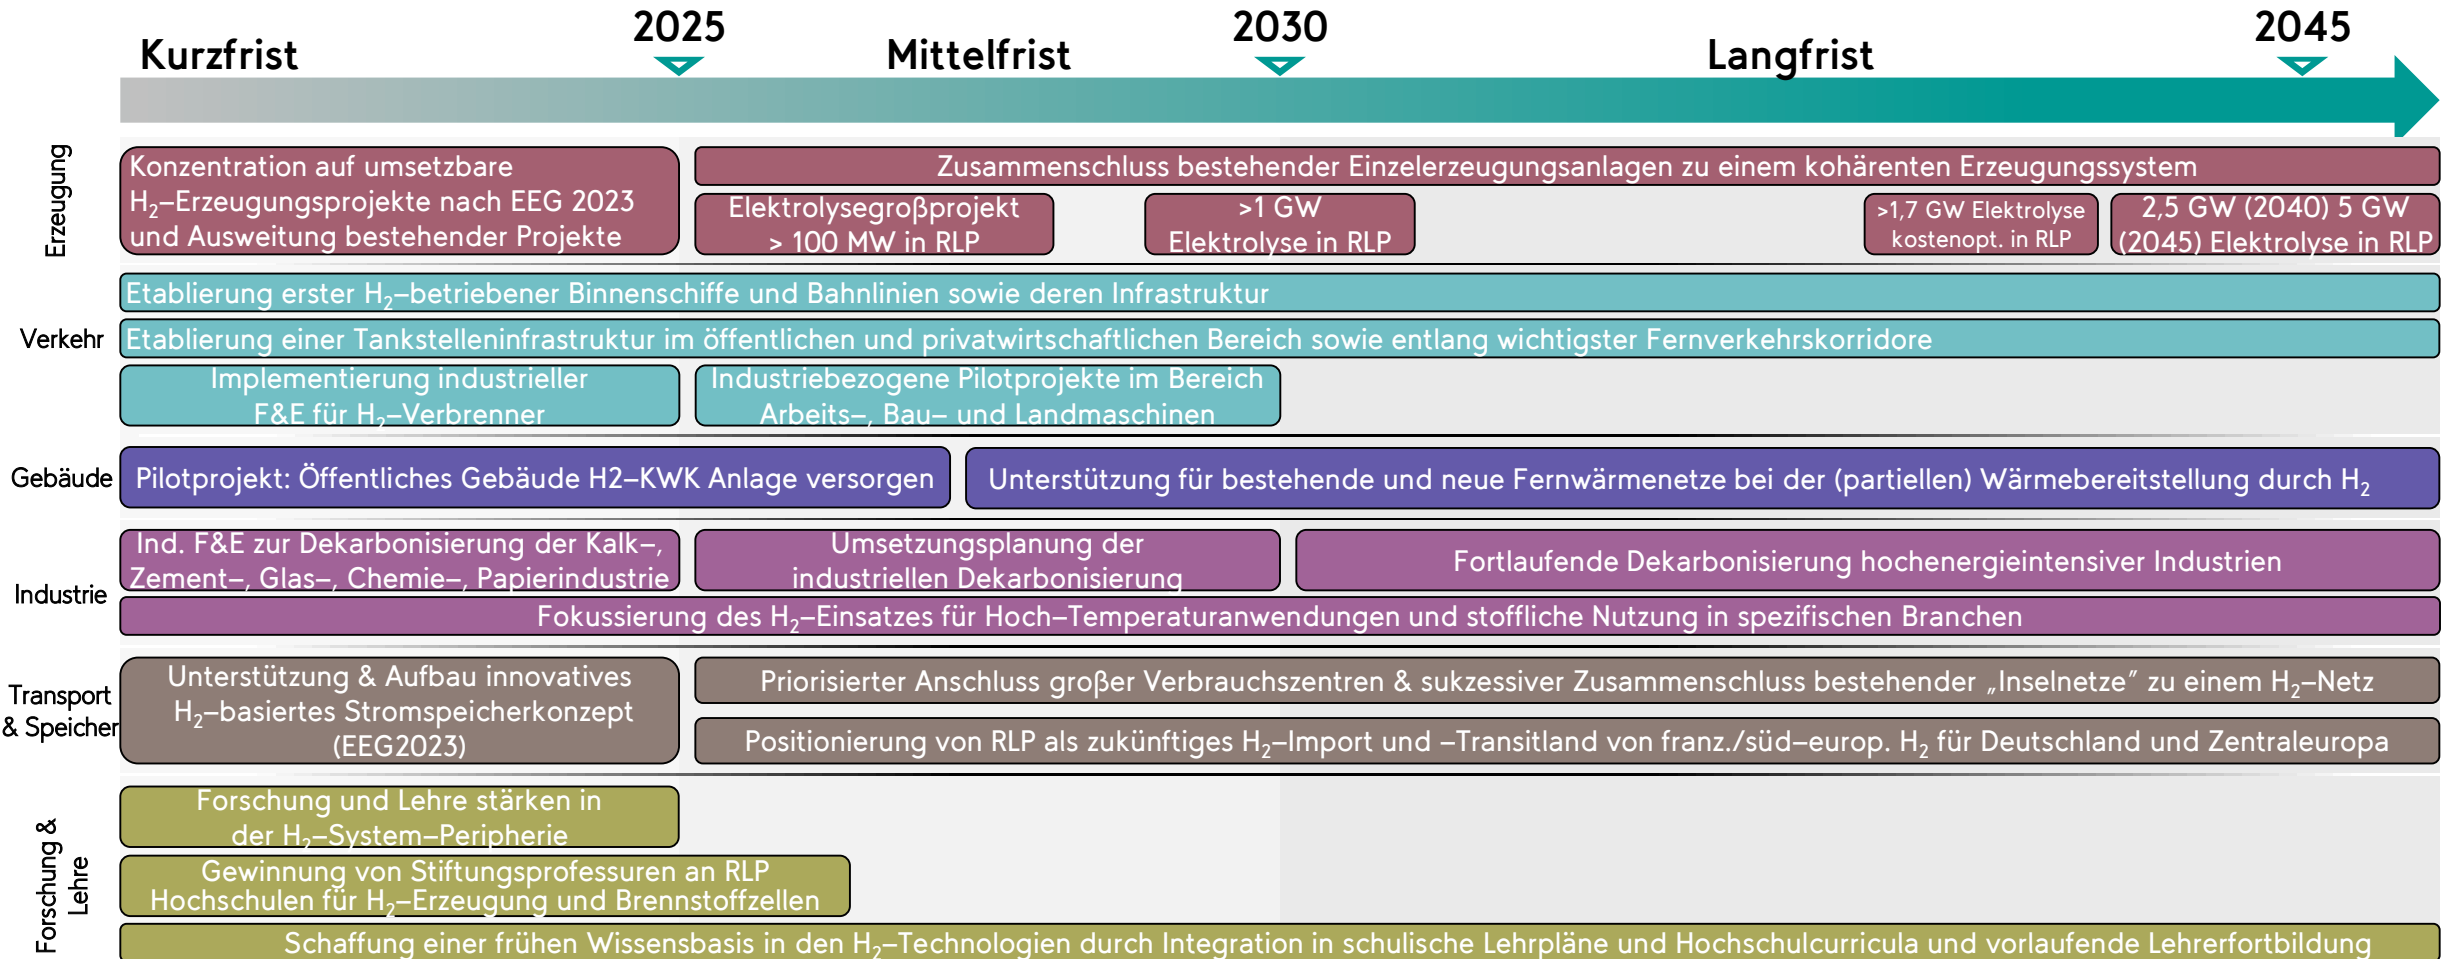 2025
2030
2045
Kurzfrist
Mittelfrist
Langfrist
Erzeugung
Konzentration auf umsetzbare
H₂–Erzeugungsprojekte nach EEG 2023
und Ausweitung bestehender Projekte
Zusammenschluss bestehender Einzelerzeugungsanlagen zu einem kohärenten Erzeugungssystem
Elektrolysegroßprojekt
> 100 MW in RLP
>1 GW
Elektrolyse in RLP
>1,7 GW Elektrolyse
kostenopt. in RLP
2,5 GW (2040) 5 GW
(2045) Elektrolyse in RLP
Verkehr
Etablierung erster H₂–betriebener Binnenschiffe und Bahnlinien sowie deren Infrastruktur
Etablierung einer Tankstelleninfrastruktur im öffentlichen und privatwirtschaftlichen Bereich sowie entlang wichtigster Fernverkehrskorridore
Implementierung industrieller
F&E für H₂–Verbrenner
Industriebezogene Pilotprojekte im Bereich
Arbeits–, Bau– und Landmaschinen
Gebäude
Pilotprojekt: Öffentliches Gebäude H2–KWK Anlage versorgen
Unterstützung für bestehende und neue Fernwärmenetze bei der (partiellen) Wärmebereitstellung durch H₂
Industrie
Ind. F&E zur Dekarbonisierung der Kalk–,
Zement–, Glas–, Chemie–, Papierindustrie
Umsetzungsplanung der
industriellen Dekarbonisierung
Fortlaufende Dekarbonisierung hochenergieintensiver Industrien
Fokussierung des H₂–Einsatzes für Hoch–Temperaturanwendungen und stoffliche Nutzung in spezifischen Branchen
Transport
& Speicher
Unterstützung & Aufbau innovatives
H₂–basiertes Stromspeicherkonzept
(EEG2023)
Priorisierter Anschluss großer Verbrauchszentren & sukzessiver Zusammenschluss bestehender „Inselnetze“ zu einem H₂–Netz
Positionierung von RLP als zukünftiges H₂–Import und –Transitland von franz./süd–europ. H₂ für Deutschland und Zentraleuropa
Forschung &
Lehre
Forschung und Lehre stärken in
der H₂–System–Peripherie
Gewinnung von Stiftungsprofessuren an RLP
Hochschulen für H₂–Erzeugung und Brennstoffzellen
Schaffung einer frühen Wissensbasis in den H₂–Technologien durch Integration in schulische Lehrpläne und Hochschulcurricula und vorlaufende Lehrerfortbildung